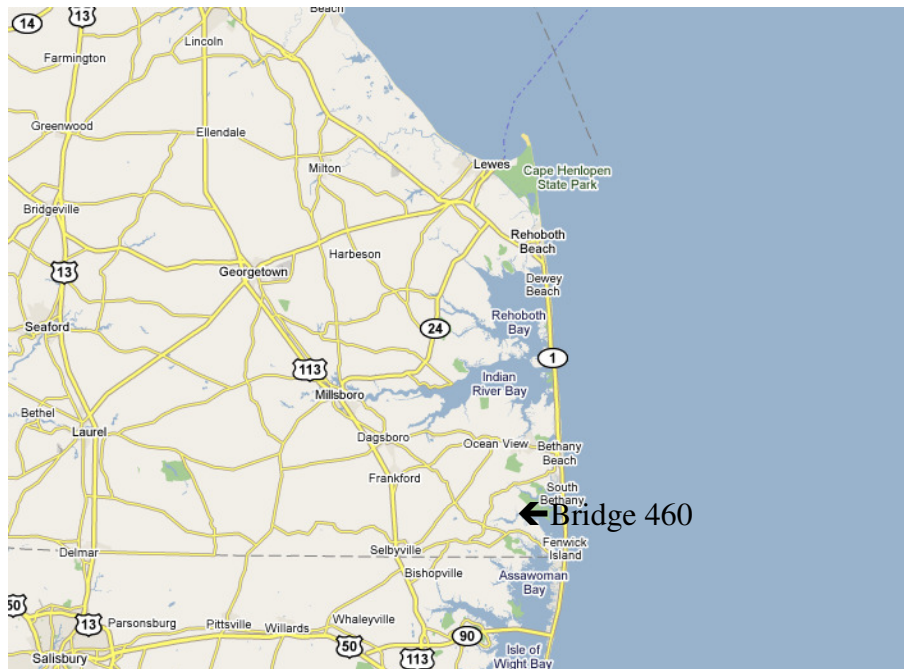 Beach
14
13
Lincoln
Farmington
Greenwood
Ellendale
Milton
Lewes
Cape Henlopen
State Park
Bridgeville
Rehoboth
Beach
Harbeson
13
Georgetown
Dewey
Beach
Seaford
Rehoboth
Bay
24
1
113
Indian
River Bay
Millsboro
Bethel
Laurel
Dagsboro
Ocean View
Bethany
Beach
Frankford
South
Bethany
Bridge 460
Delmar
Selbyville
Fenwick
Island
Bishopville
Assawoman
Bay
50
13
Parsonsburg
Pittsville
Willards
Whaleyville
50
90
Salisbury
113
Isle of
Wight Bay